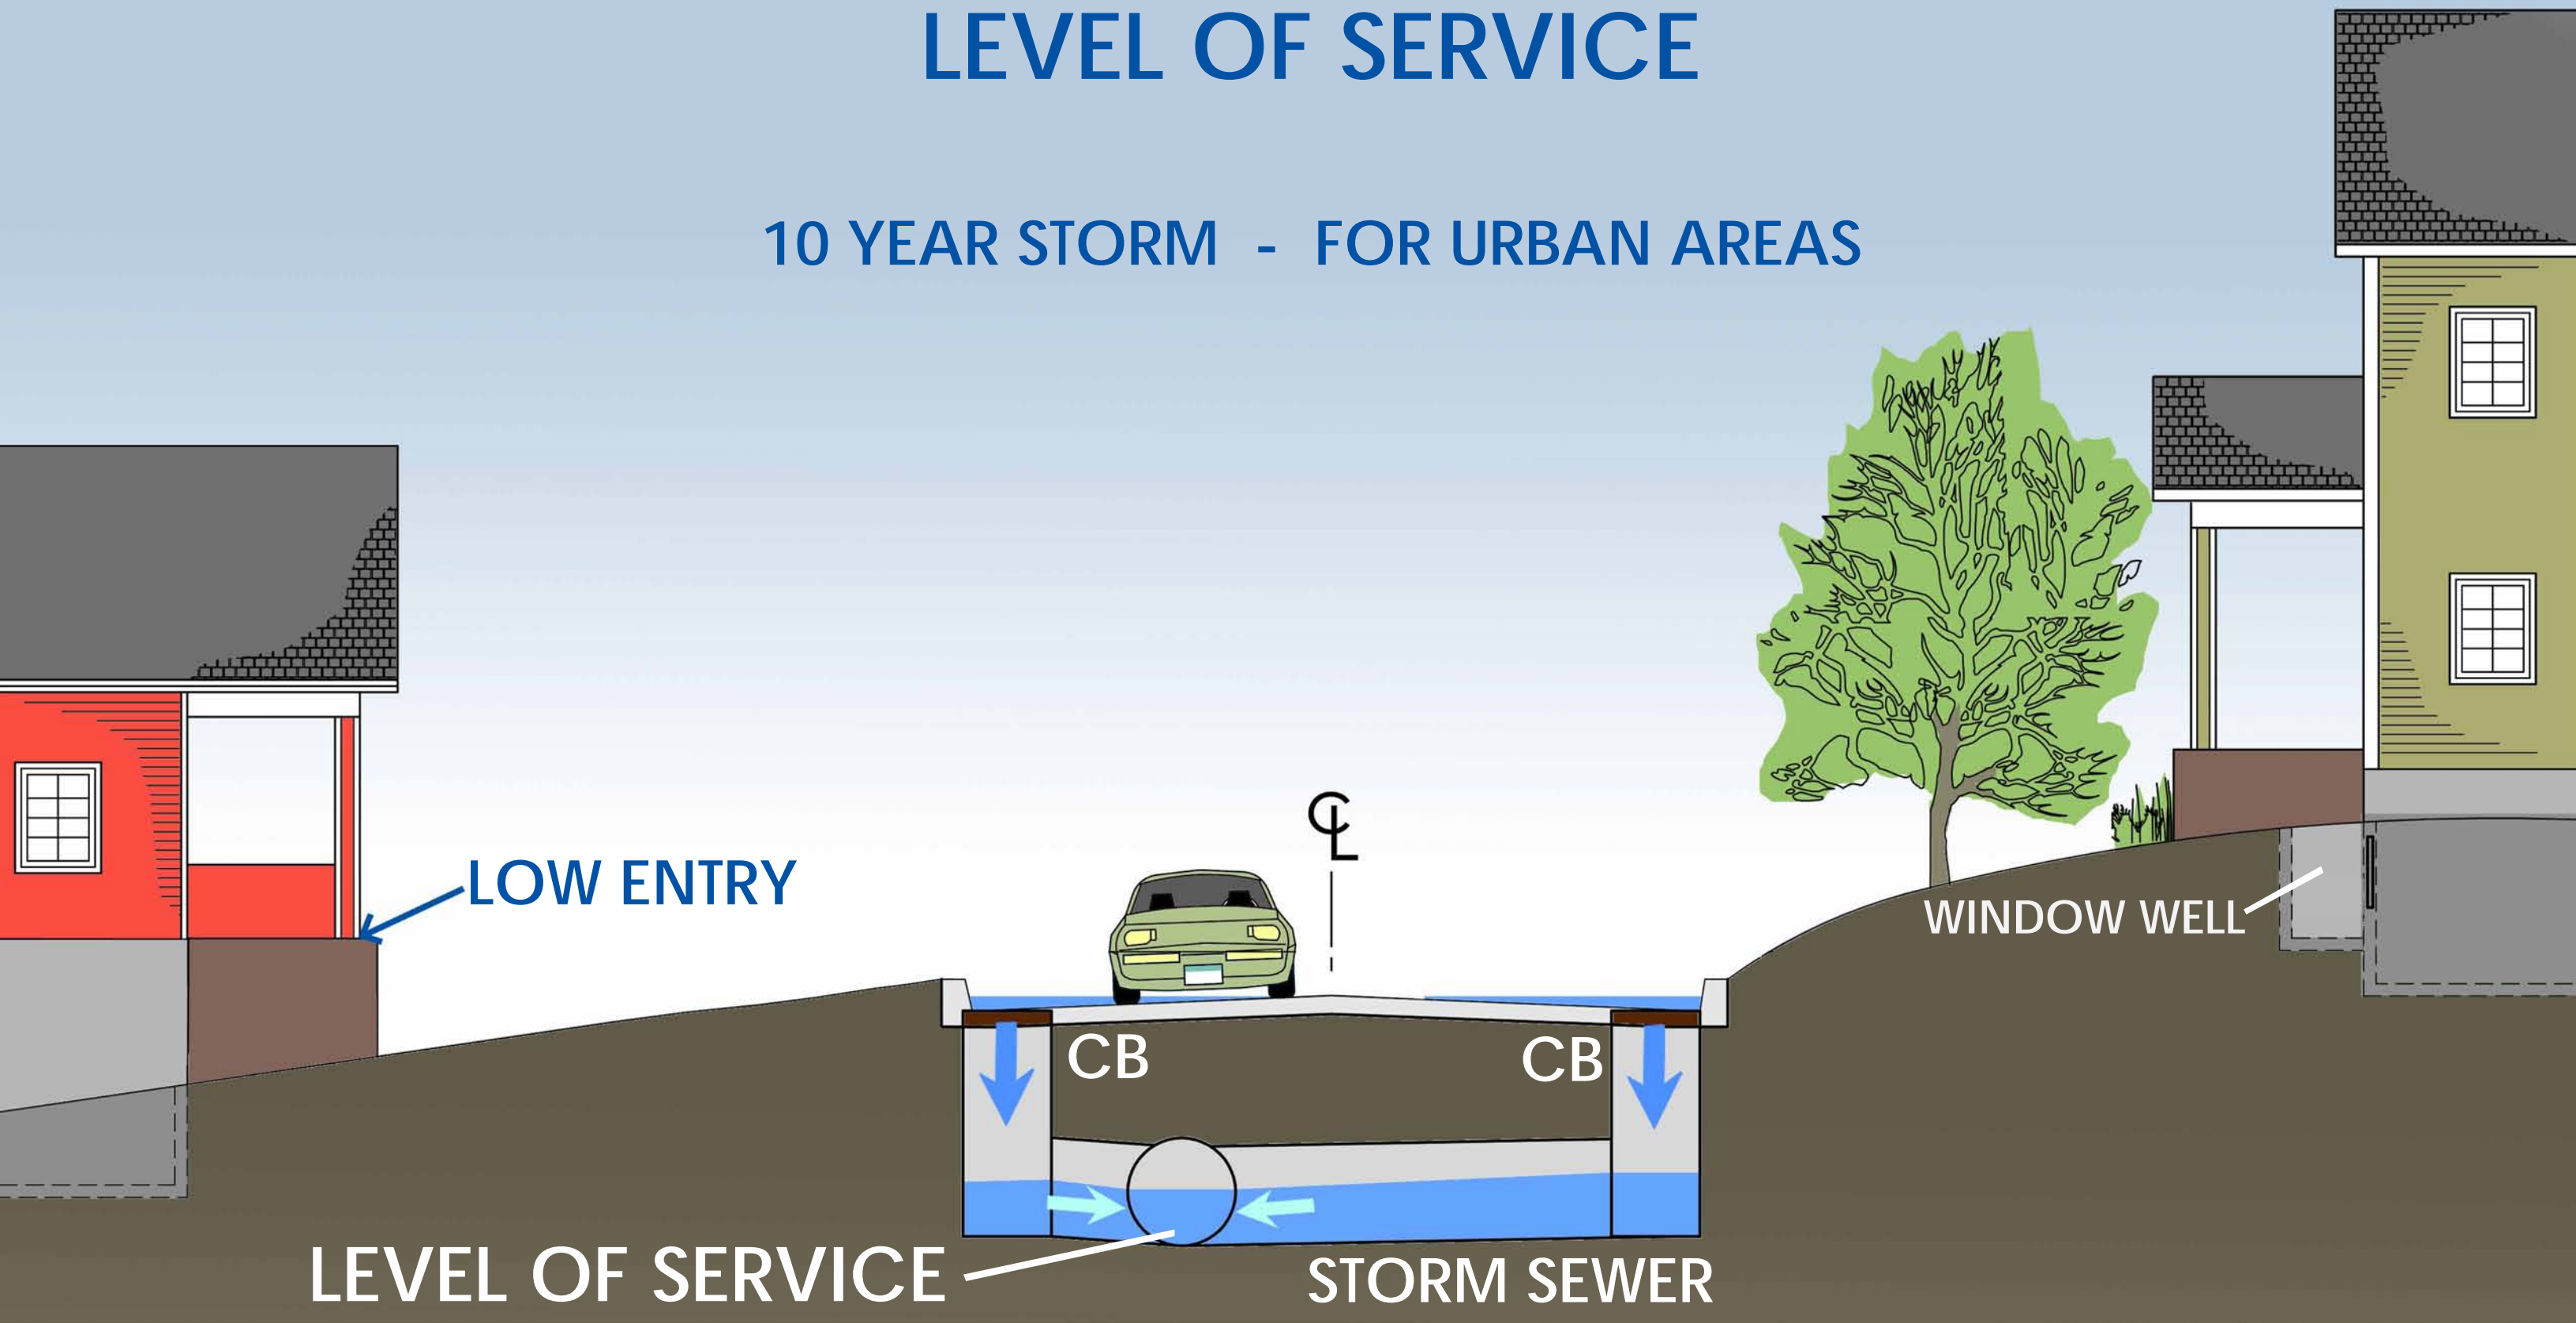 LEVEL OF SERVICE
10 YEAR STORM - FOR URBAN AREAS
℄
LOW ENTRY
WINDOW WELL
CB
CB
LEVEL OF SERVICE
STORM SEWER